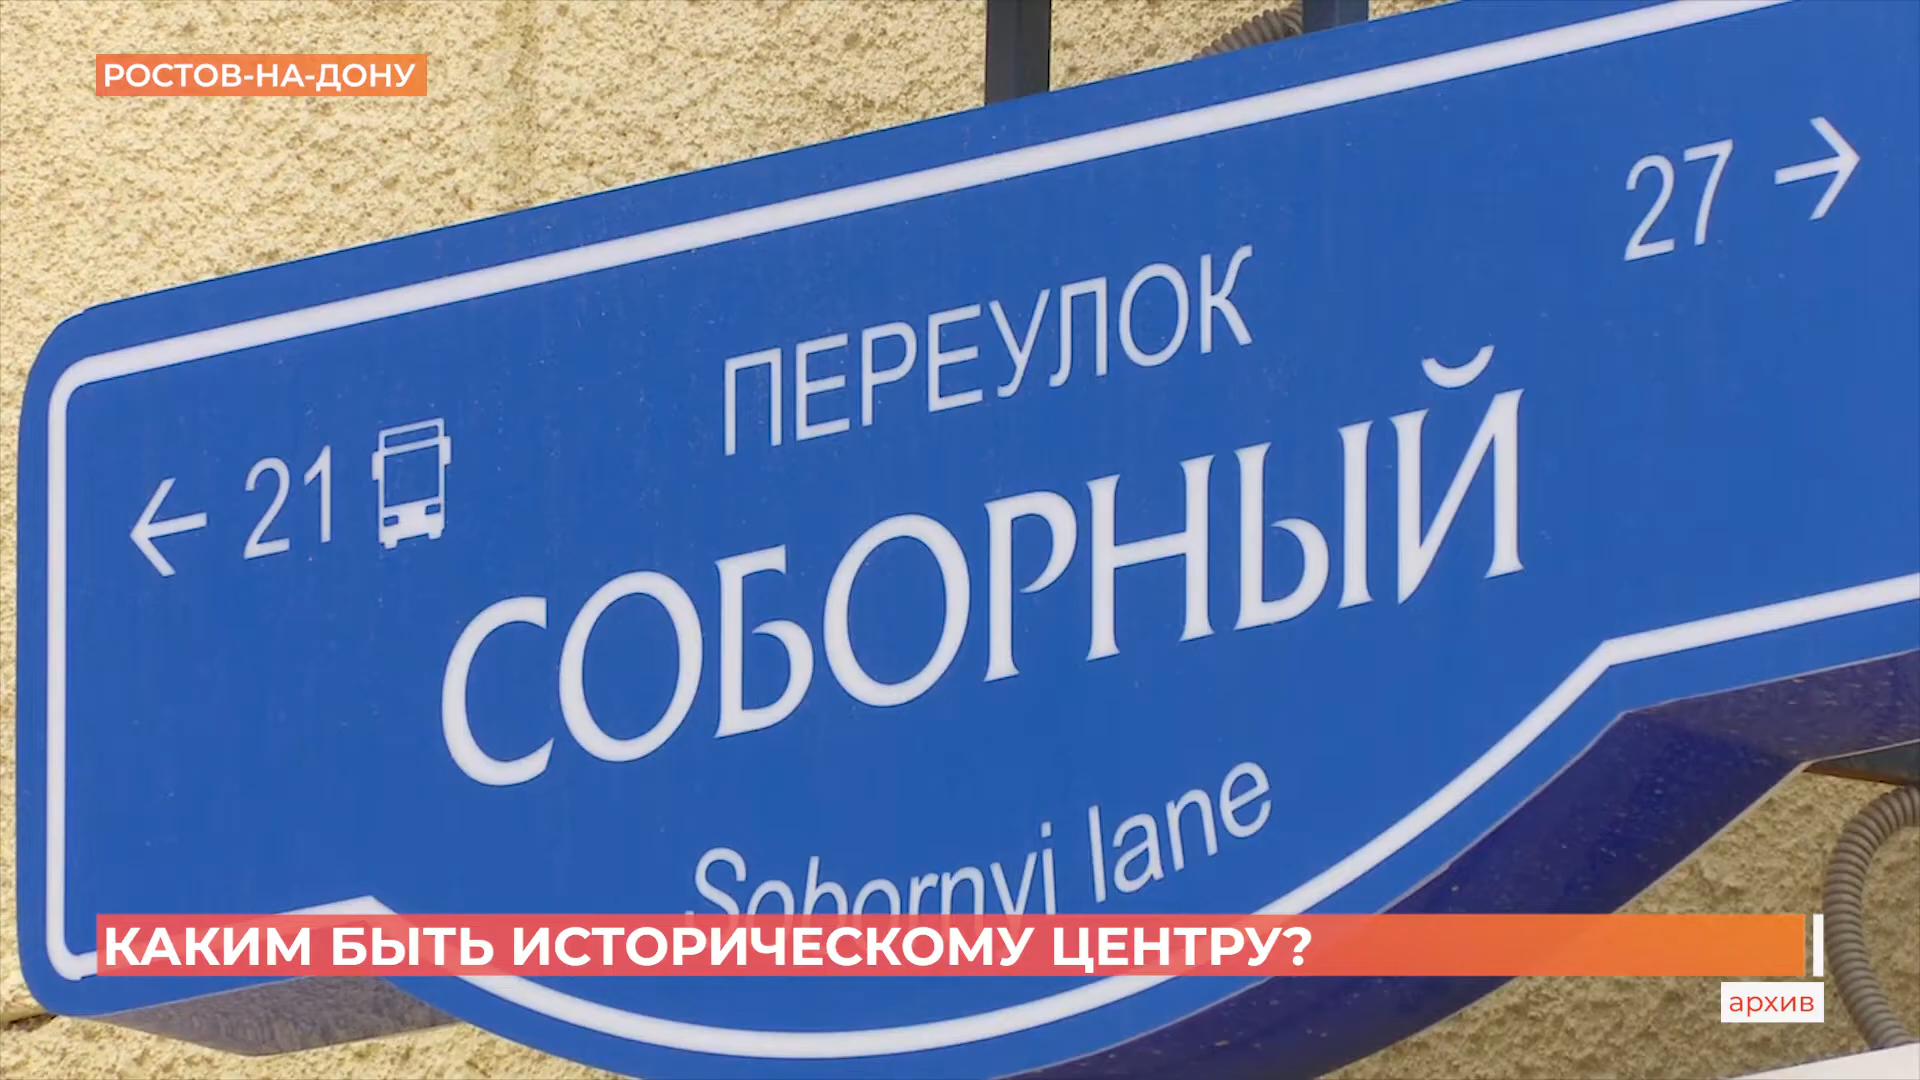 РОСТОВ-НА-ДОНУ
27 →
ПЕРЕУЛОК
← 21
СОБОРНЫЙ
Sobornyi lane
КАКИМ БЫТЬ ИСТОРИЧЕСКОМУ ЦЕНТРУ?
архив